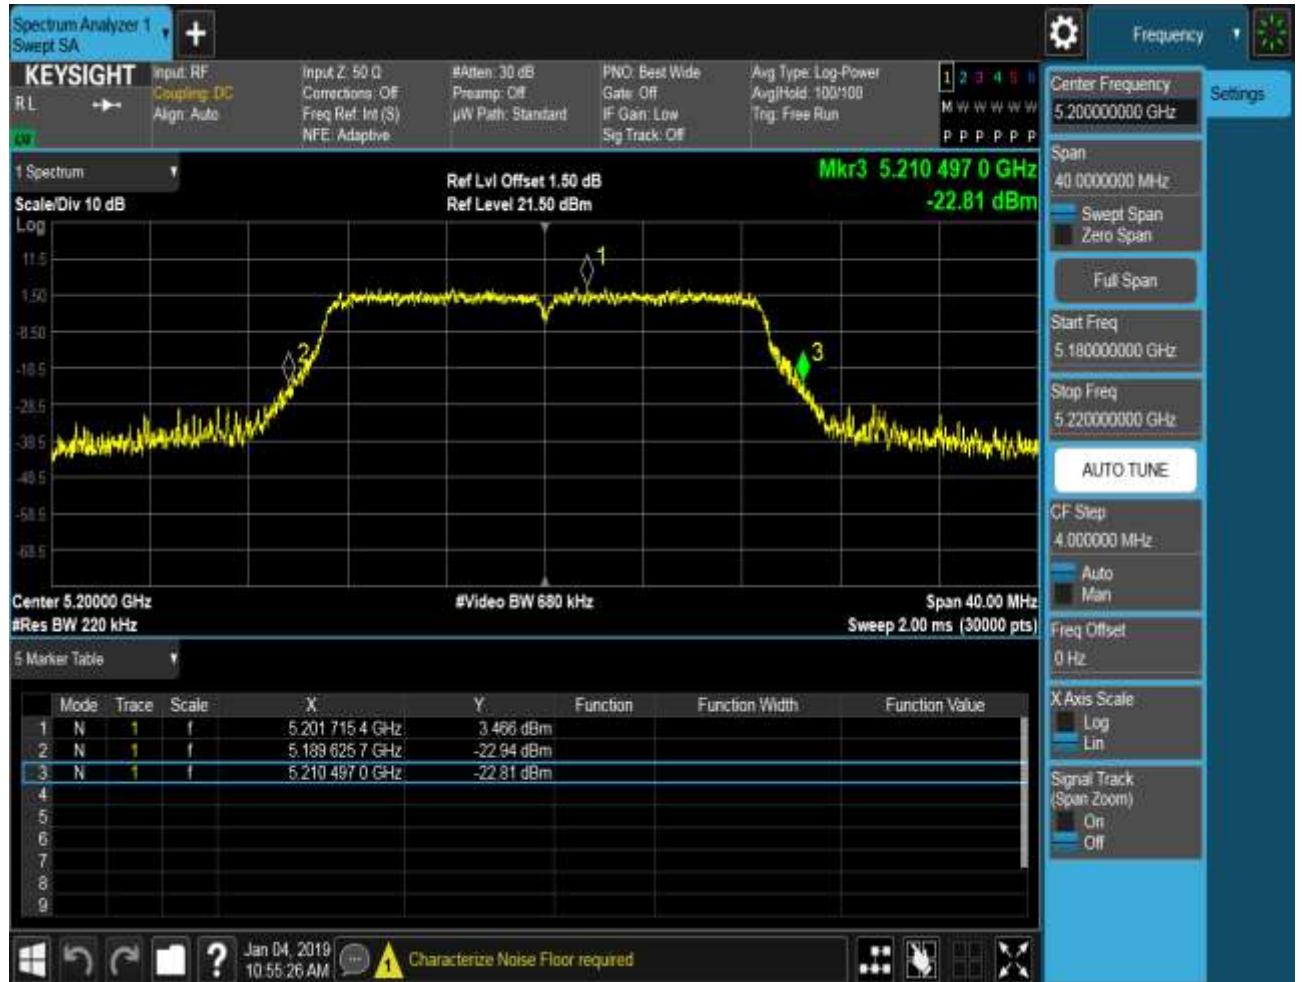 Spectrum Analyzer 1
Swept SA
+
Frequency
KEYSIGHT
RL
Input: RF
Coupling: DC
Align: Auto
Input Z: 50 Ω
Corrections: Off
Freq Ref: Int (S)
NFE: Adaptive
#Atten: 30 dB
Preamp: Off
µW Path: Standard
PNO: Best Wide
Gate: Off
IF Gain: Low
Sig Track: Off
Avg Type: Log-Power
Avg|Hold: 100/100
Trig: Free Run
1 2 3 4 5 6
M W W W W W
P P P P P P
1 Spectrum
Scale/Div 10 dB
Log
Ref Lvl Offset 1.50 dB
Ref Level 21.50 dBm
Mkr3 5.210 497 0 GHz
-22.81 dBm
11.5
1.50
-8.50
-18.5
-28.5
-38.5
-48.5
-58.5
-68.5
1
2
3
Center 5.20000 GHz
#Video BW 680 kHz
Span 40.00 MHz
#Res BW 220 kHz
Sweep 2.00 ms (30000 pts)
5 Marker Table
Mode Trace Scale X Y Function Function Width Function Value
1 N 1 f 5.201 715 4 GHz 3.466 dBm
2 N 1 f 5.189 625 7 GHz -22.94 dBm
3 N 1 f 5.210 497 0 GHz -22.81 dBm
4
5
6
7
8
9
Jan 04, 2019
10:55:26 AM
?
1
Characterize Noise Floor required
Center Frequency
5.200000000 GHz
Settings
Span
40.0000000 MHz
Swept Span
Zero Span
Full Span
Start Freq
5.180000000 GHz
Stop Freq
5.220000000 GHz
AUTO TUNE
CF Step
4.000000 MHz
Auto
Man
Freq Offset
0 Hz
X Axis Scale
Log
Lin
Signal Track
(Span Zoom)
On
Off